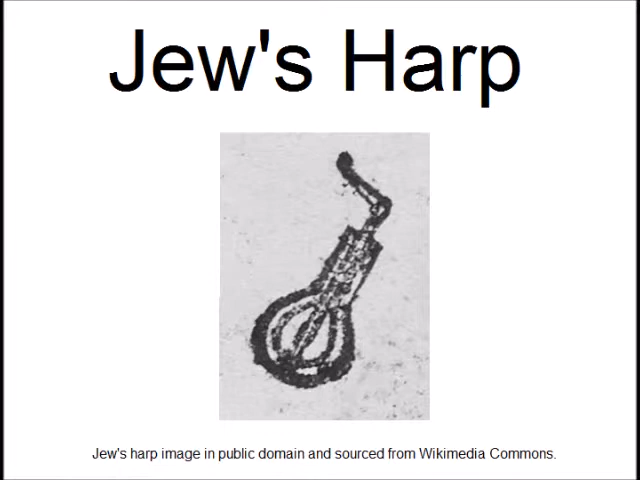 Jew's Harp
Jew's harp image in public domain and sourced from Wikimedia Commons.